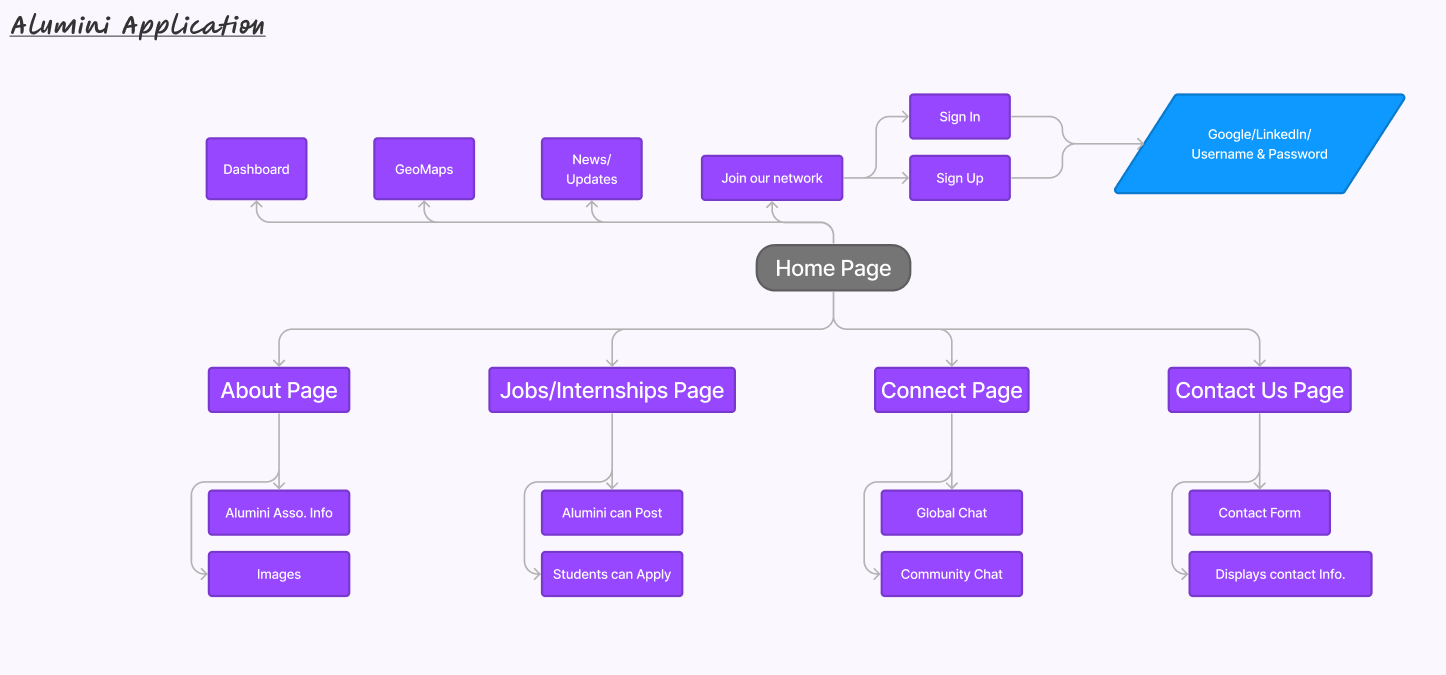 Alumini Application
Sign In
Google/LinkedIn/
Username & Password
Dashboard
GeoMaps
News/
Updates
Join our network
Sign Up
Home Page
About Page
Jobs/Internships Page
Connect Page
Contact Us Page
Alumini Asso. Info
Alumini can Post
Global Chat
Contact Form
Images
Students can Apply
Community Chat
Displays contact Info.